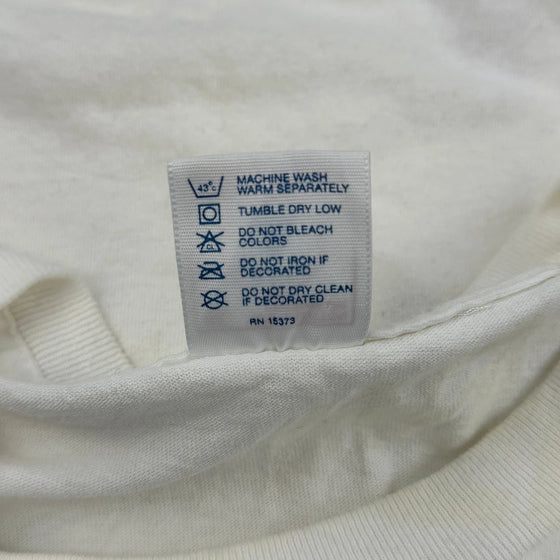 43°C MACHINE WASH
WARM SEPARATELY
TUMBLE DRY LOW
CL DO NOT BLEACH
COLORS
DO NOT IRON IF
DECORATED
DO NOT DRY CLEAN
IF DECORATED
RN 15373